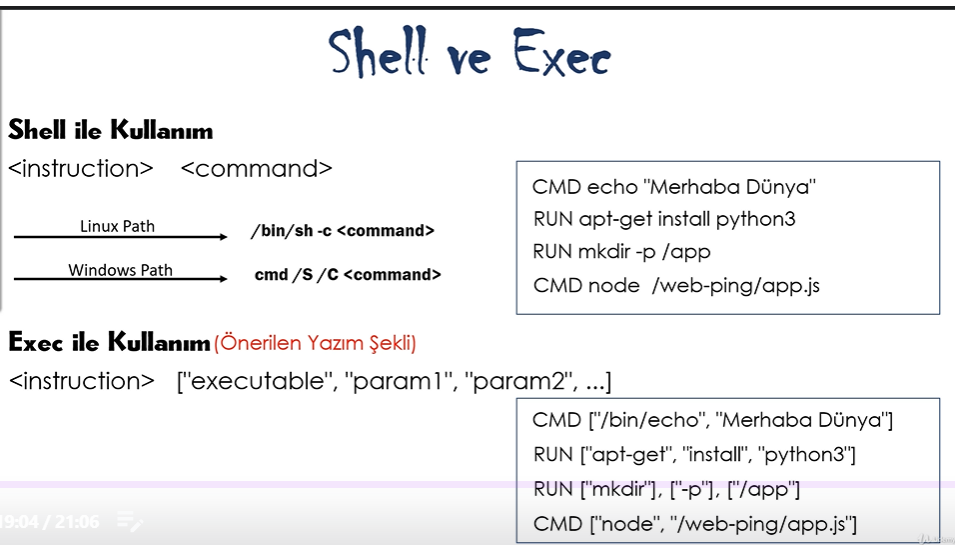 Shell ve Exec
Shell ile Kullanım
<instruction> <command>
Linux Path
/bin/sh -c <command>
Windows Path
cmd /S /C <command>
CMD echo "Merhaba Dünya"
RUN apt-get install python3
RUN mkdir -p /app
CMD node /web-ping/app.js
Exec ile Kullanım (Önerilen Yazım Şekli)
<instruction> ["executable", "param1", "param2", ...]
CMD ["/bin/echo", "Merhaba Dünya"]
RUN ["apt-get", "install", "python3"]
RUN ["mkdir"], ["-p"], ["/app"]
CMD ["node", "/web-ping/app.js"]
19:04 / 21:06